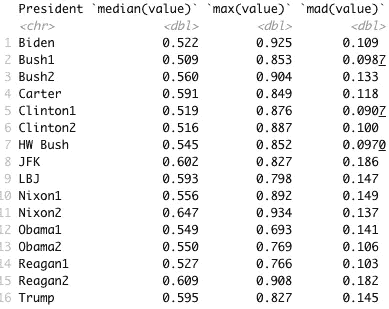 President `median(value)` `max(value)` `mad(value)`
<chr> <dbl> <dbl> <dbl>
1 Biden 0.522 0.925 0.109
2 Bush1 0.509 0.853 0.0987
3 Bush2 0.560 0.904 0.133
4 Carter 0.591 0.849 0.118
5 Clinton1 0.519 0.876 0.0907
6 Clinton2 0.516 0.887 0.100
7 HW Bush 0.545 0.852 0.0970
8 JFK 0.602 0.827 0.186
9 LBJ 0.593 0.798 0.147
10 Nixon1 0.556 0.892 0.149
11 Nixon2 0.647 0.934 0.137
12 Obama1 0.549 0.693 0.141
13 Obama2 0.550 0.769 0.106
14 Reagan1 0.527 0.766 0.103
15 Reagan2 0.609 0.908 0.182
16 Trump 0.595 0.827 0.145